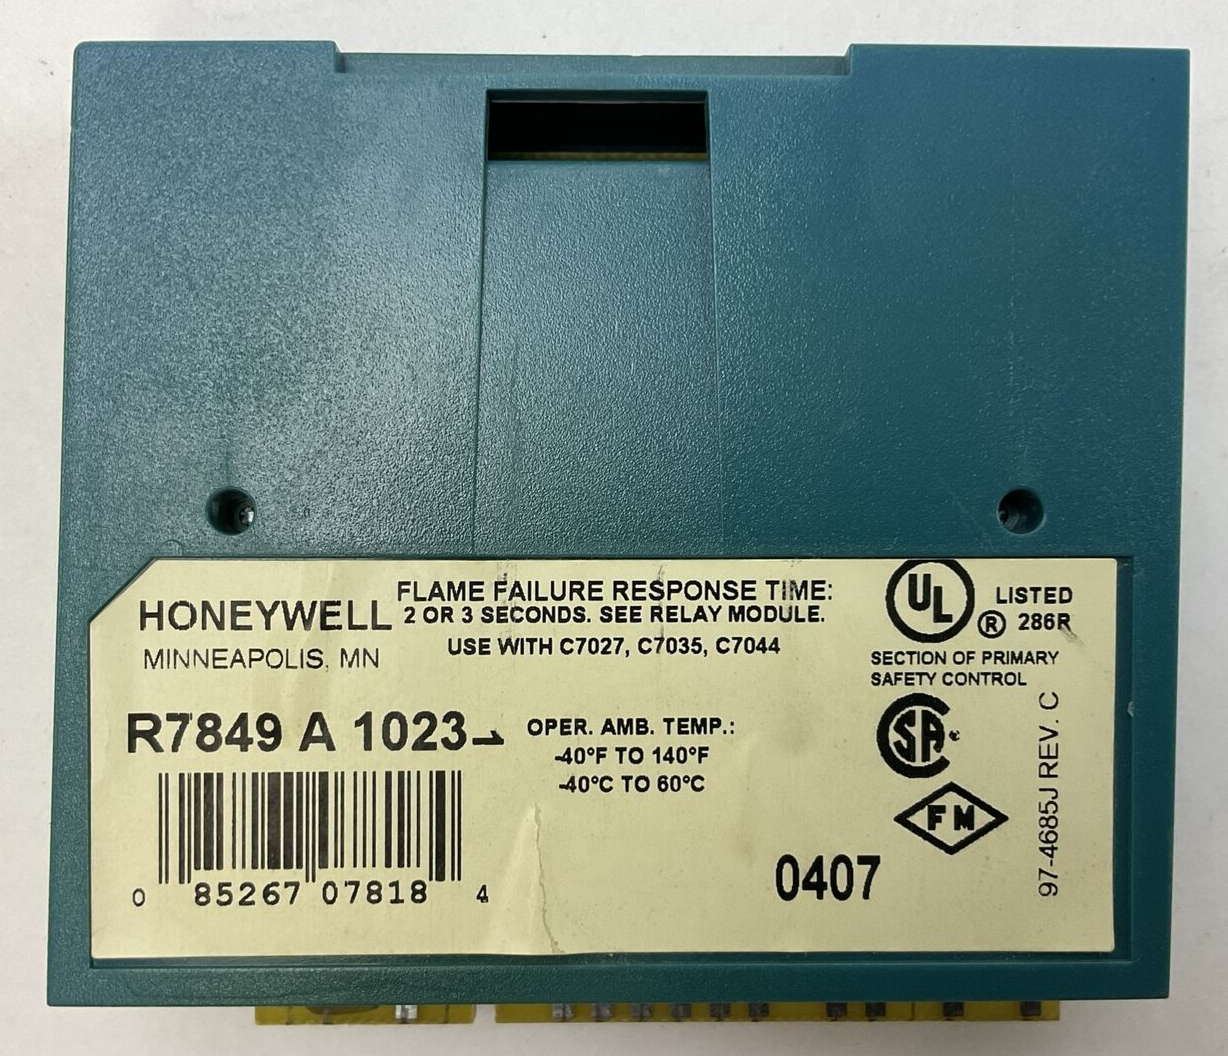 HONEYWELL
MINNEAPOLIS, MN
FLAME FAILURE RESPONSE TIME:
2 OR 3 SECONDS. SEE RELAY MODULE.
USE WITH C7027, C7035, C7044
UL
®
LISTED
286R
SECTION OF PRIMARY
SAFETY CONTROL
R7849 A 1023
OPER. AMB. TEMP.:
-40°F TO 140°F
-40°C TO 60°C
SA
FM
0 85267 07818 4
0407
97-4685J REV. C